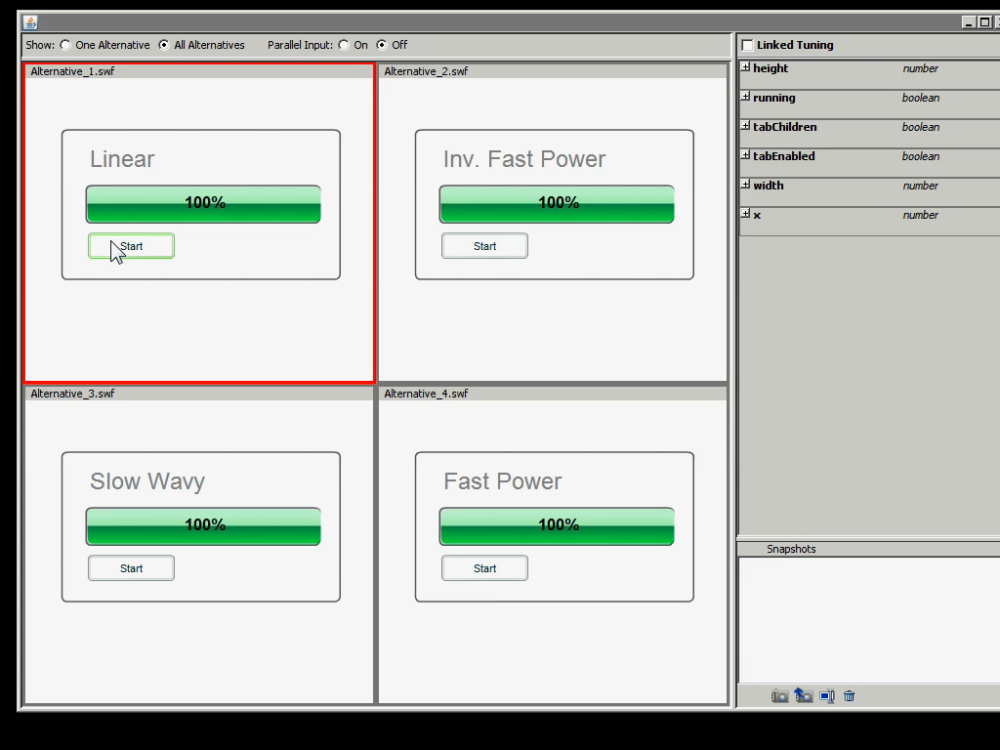 Show: One Alternative All Alternatives Parallel Input: On Off
Linked Tuning
height number
running boolean
tabChildren boolean
tabEnabled boolean
width number
x number
Alternative_1.swf
Linear
100%
Start
Alternative_2.swf
Inv. Fast Power
100%
Start
Alternative_3.swf
Slow Wavy
100%
Start
Alternative_4.swf
Fast Power
100%
Start
Snapshots